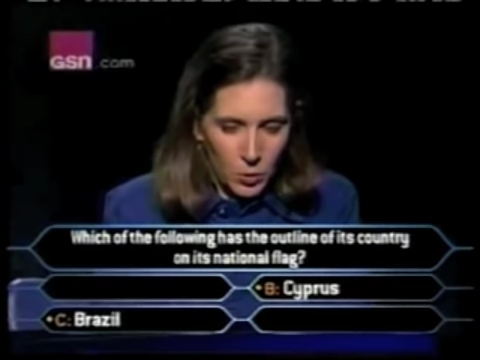 GSN.com
Which of the following has the outline of its country
on its national flag?
B: Cyprus
C: Brazil